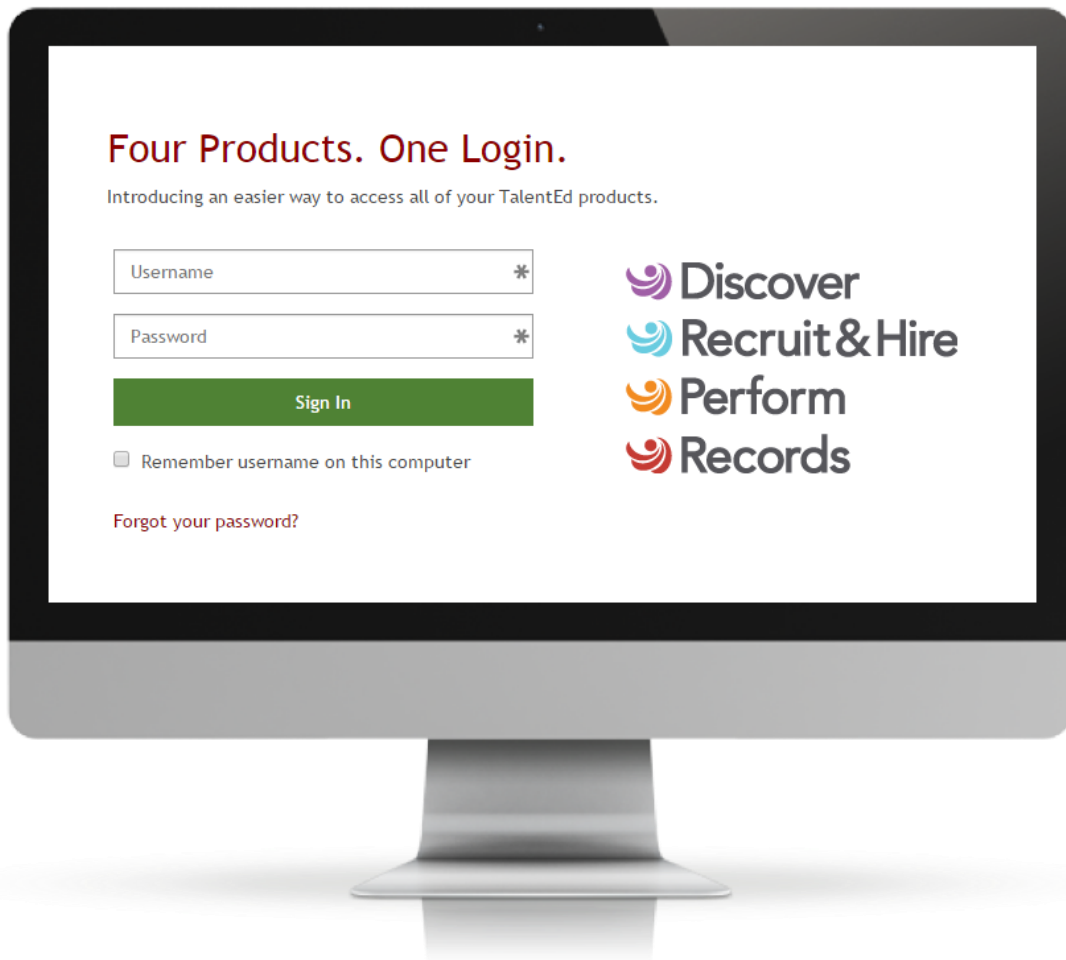 Four Products. One Login.
Introducing an easier way to access all of your TalentEd products.
Username *
Password *
Sign In
Remember username on this computer
Forgot your password?
Discover
Recruit & Hire
Perform
Records